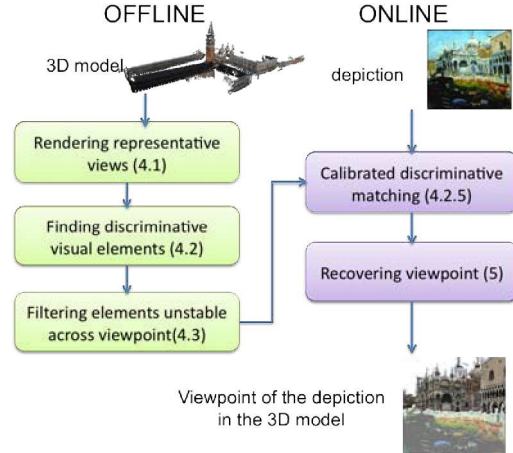 OFFLINE
3D model
Rendering representative
views (4.1)
Finding discriminative
visual elements (4.2)
Filtering elements unstable
across viewpoint(4.3)
ONLINE
depiction
Calibrated discriminative
matching (4.2.5)
Recovering viewpoint (5)
Viewpoint of the depiction
in the 3D model